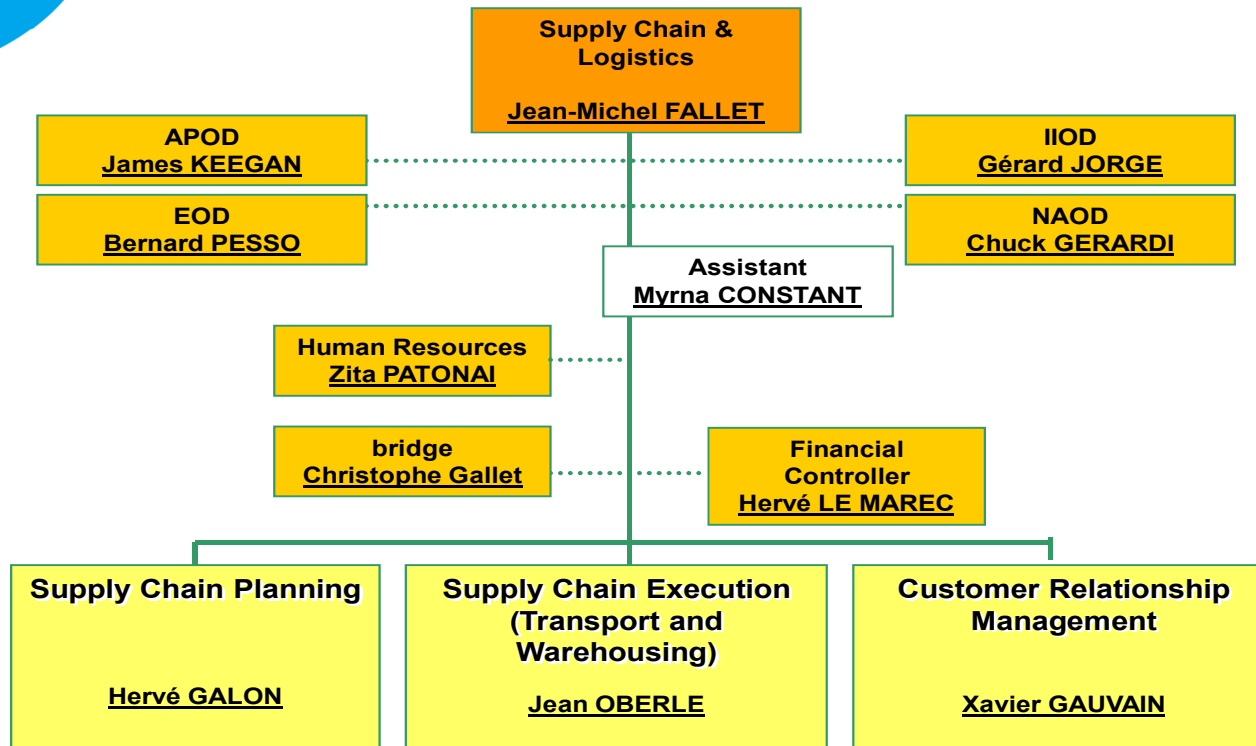 Supply Chain &
Logistics
Jean-Michel FALLET
APOD
James KEEGAN
IIOD
Gérard JORGE
EOD
Bernard PESSO
NAOD
Chuck GERARDI
Assistant
Myrna CONSTANT
Human Resources
Zita PATONAI
bridge
Christophe Gallet
Financial
Controller
Hervé LE MAREC
Supply Chain Planning
Hervé GALON
Supply Chain Execution
(Transport and
Warehousing)
Jean OBERLE
Customer Relationship
Management
Xavier GAUVAIN